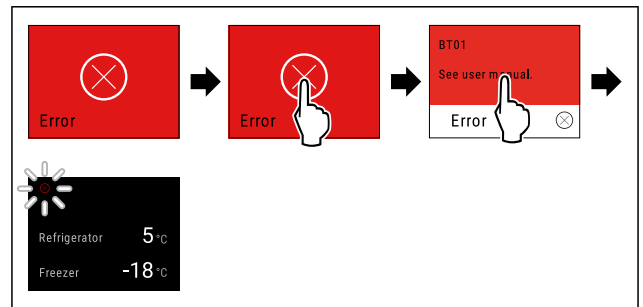 Error
Error
BT01
See user manual.
Error
Refrigerator 5°C
Freezer -18°C